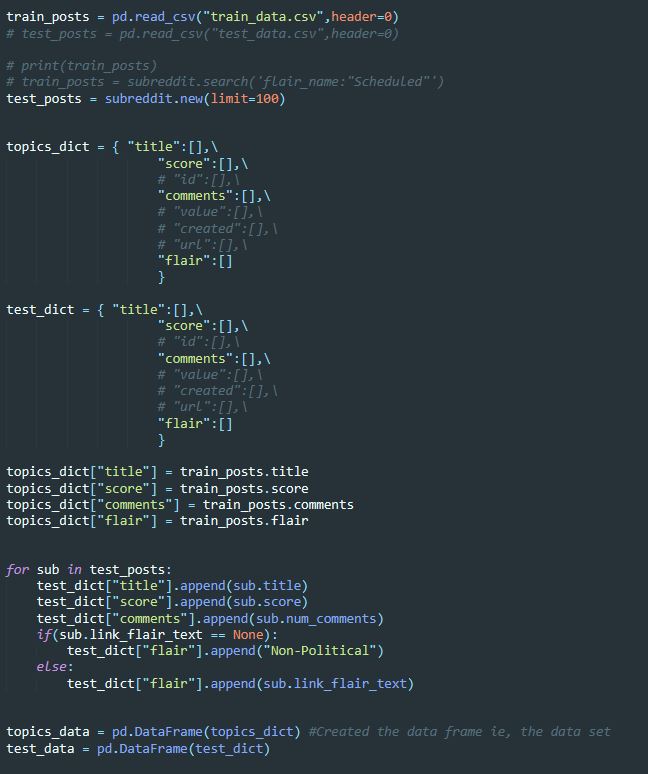 train_posts = pd.read_csv("train_data.csv",header=0)
# test_posts = pd.read_csv("test_data.csv",header=0)
# print(train_posts)
# train_posts = subreddit.search('flair_name:"Scheduled"')
test_posts = subreddit.new(limit=100)
topics_dict = { "title":[],\
"score":[],\
# "id":[],\
"comments":[],\
# "value":[],\
# "created":[],\
# "url":[],\
"flair":[]
}
test_dict = { "title":[],\
"score":[],\
# "id":[],\
"comments":[],\
# "value":[],\
# "created":[],\
# "url":[],\
"flair":[]
}
topics_dict["title"] = train_posts.title
topics_dict["score"] = train_posts.score
topics_dict["comments"] = train_posts.comments
topics_dict["flair"] = train_posts.flair
for sub in test_posts:
test_dict["title"].append(sub.title)
test_dict["score"].append(sub.score)
test_dict["comments"].append(sub.num_comments)
if(sub.link_flair_text == None):
test_dict["flair"].append("Non-Political")
else:
test_dict["flair"].append(sub.link_flair_text)
topics_data = pd.DataFrame(topics_dict) #Created the data frame ie, the data set
test_data = pd.DataFrame(test_dict)